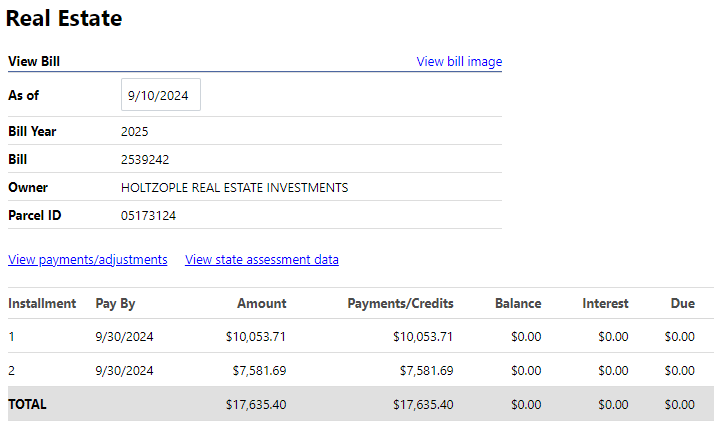 Real Estate
View Bill View bill image
As of 9/10/2024
Bill Year 2025
Bill 2539242
Owner HOLTZOPLE REAL ESTATE INVESTMENTS
Parcel ID 05173124
View payments/adjustments View state assessment data
Installment Pay By Amount Payments/Credits Balance Interest Due
1 9/30/2024 $10,053.71 $10,053.71 $0.00 $0.00 $0.00
2 9/30/2024 $7,581.69 $7,581.69 $0.00 $0.00 $0.00
TOTAL $17,635.40 $17,635.40 $0.00 $0.00 $0.00